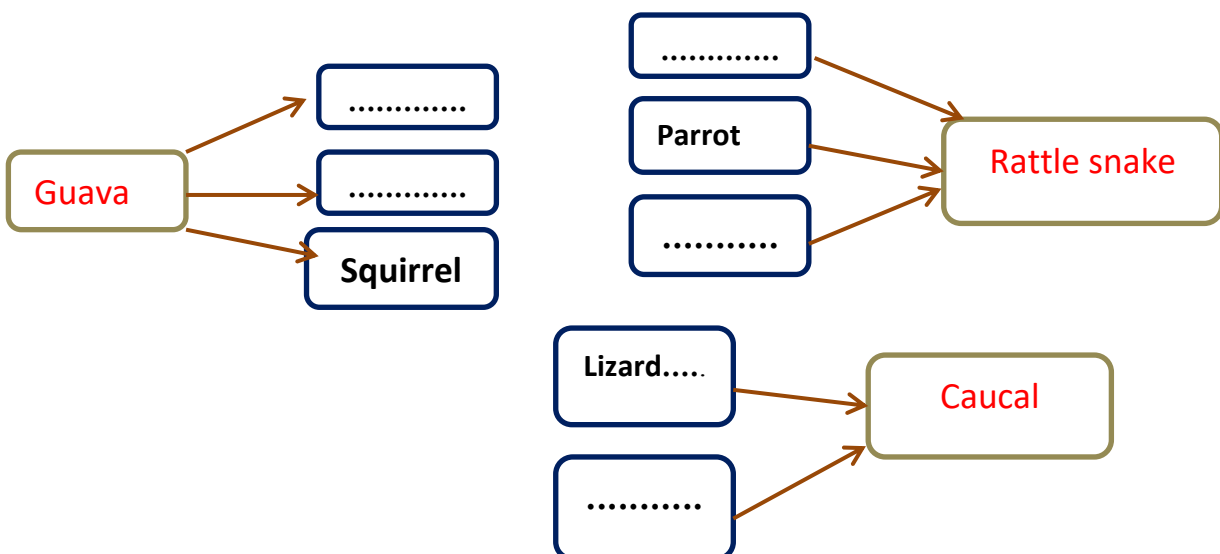 Guava
.............
.............
Squirrel
.............
Parrot
...........
Rattle snake
Lizard.....
...........
Caucal